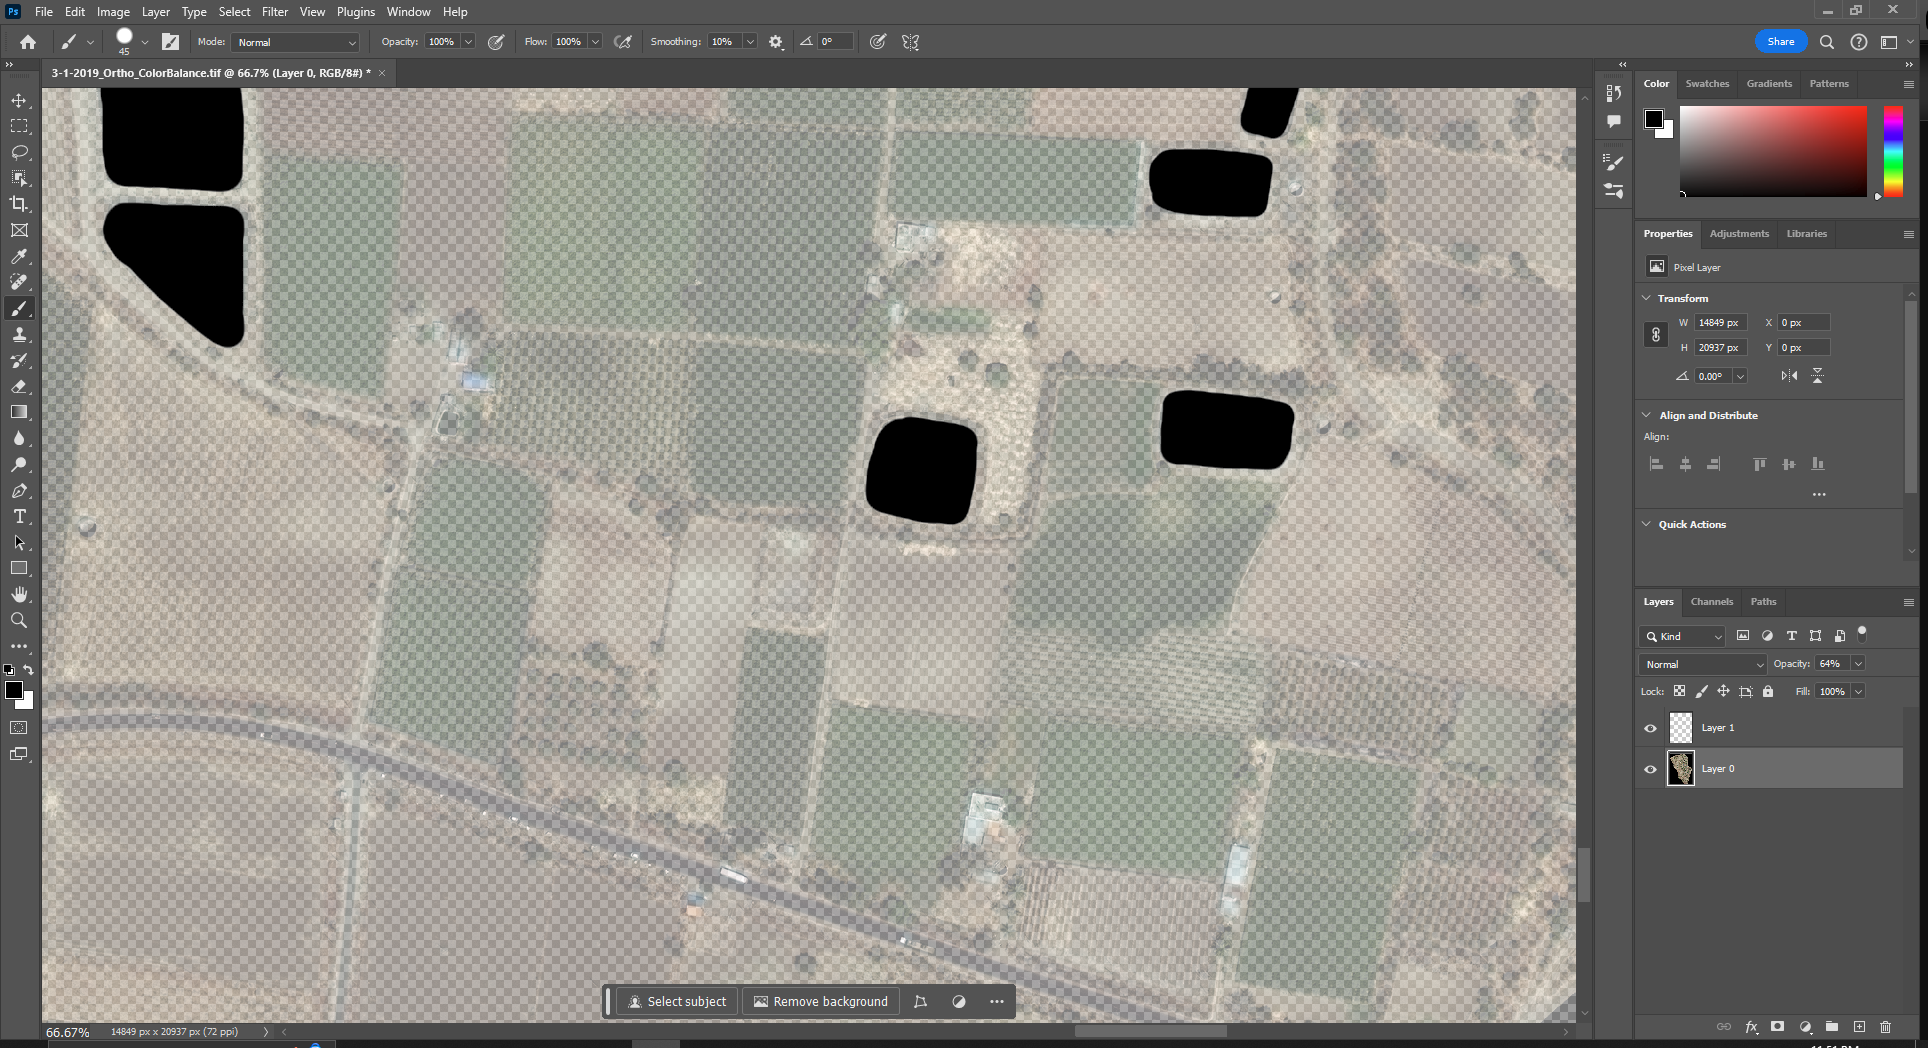 Ps File Edit Image Layer Type Select Filter View Plugins Window Help
45 Mode: Normal Opacity: 100% Flow: 100% Smoothing: 10% 0° Share
3-1-2019_Ortho_ColorBalance.tif @ 66.7% (Layer 0, RGB/8#) * ×
Color Swatches Gradients Patterns
Properties Adjustments Libraries
Pixel Layer
Transform
W 14849 px X 0 px
H 20937 px Y 0 px
0.00°
Align and Distribute
Align:
Quick Actions
Layers Channels Paths
Kind
Normal Opacity: 64%
Lock: Fill: 100%
Layer 1
Layer 0
Select subject Remove background
66.67% 14849 px x 20937 px (72 ppi)